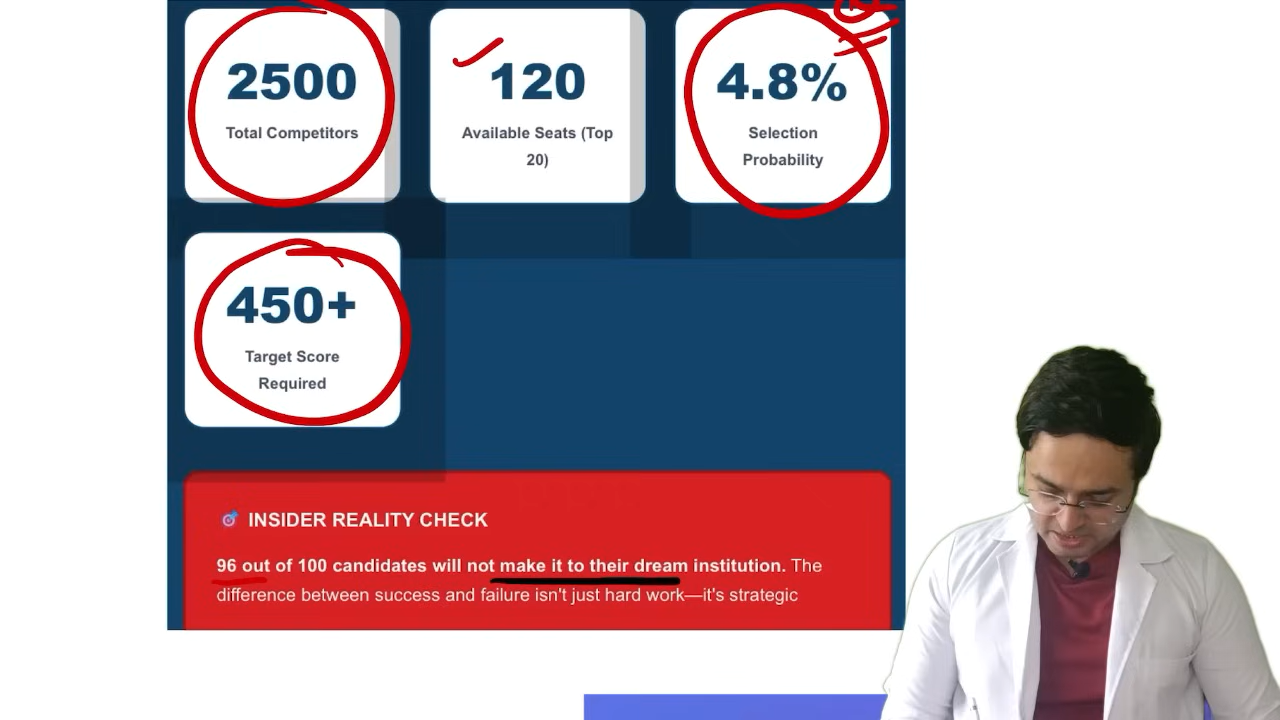 2500
Total Competitors
120
Available Seats (Top
20)
4.8%
Selection
Probability
450+
Target Score
Required
INSIDER REALITY CHECK
96 out of 100 candidates will not make it to their dream institution. The
difference between success and failure isn't just hard work—it's strategic